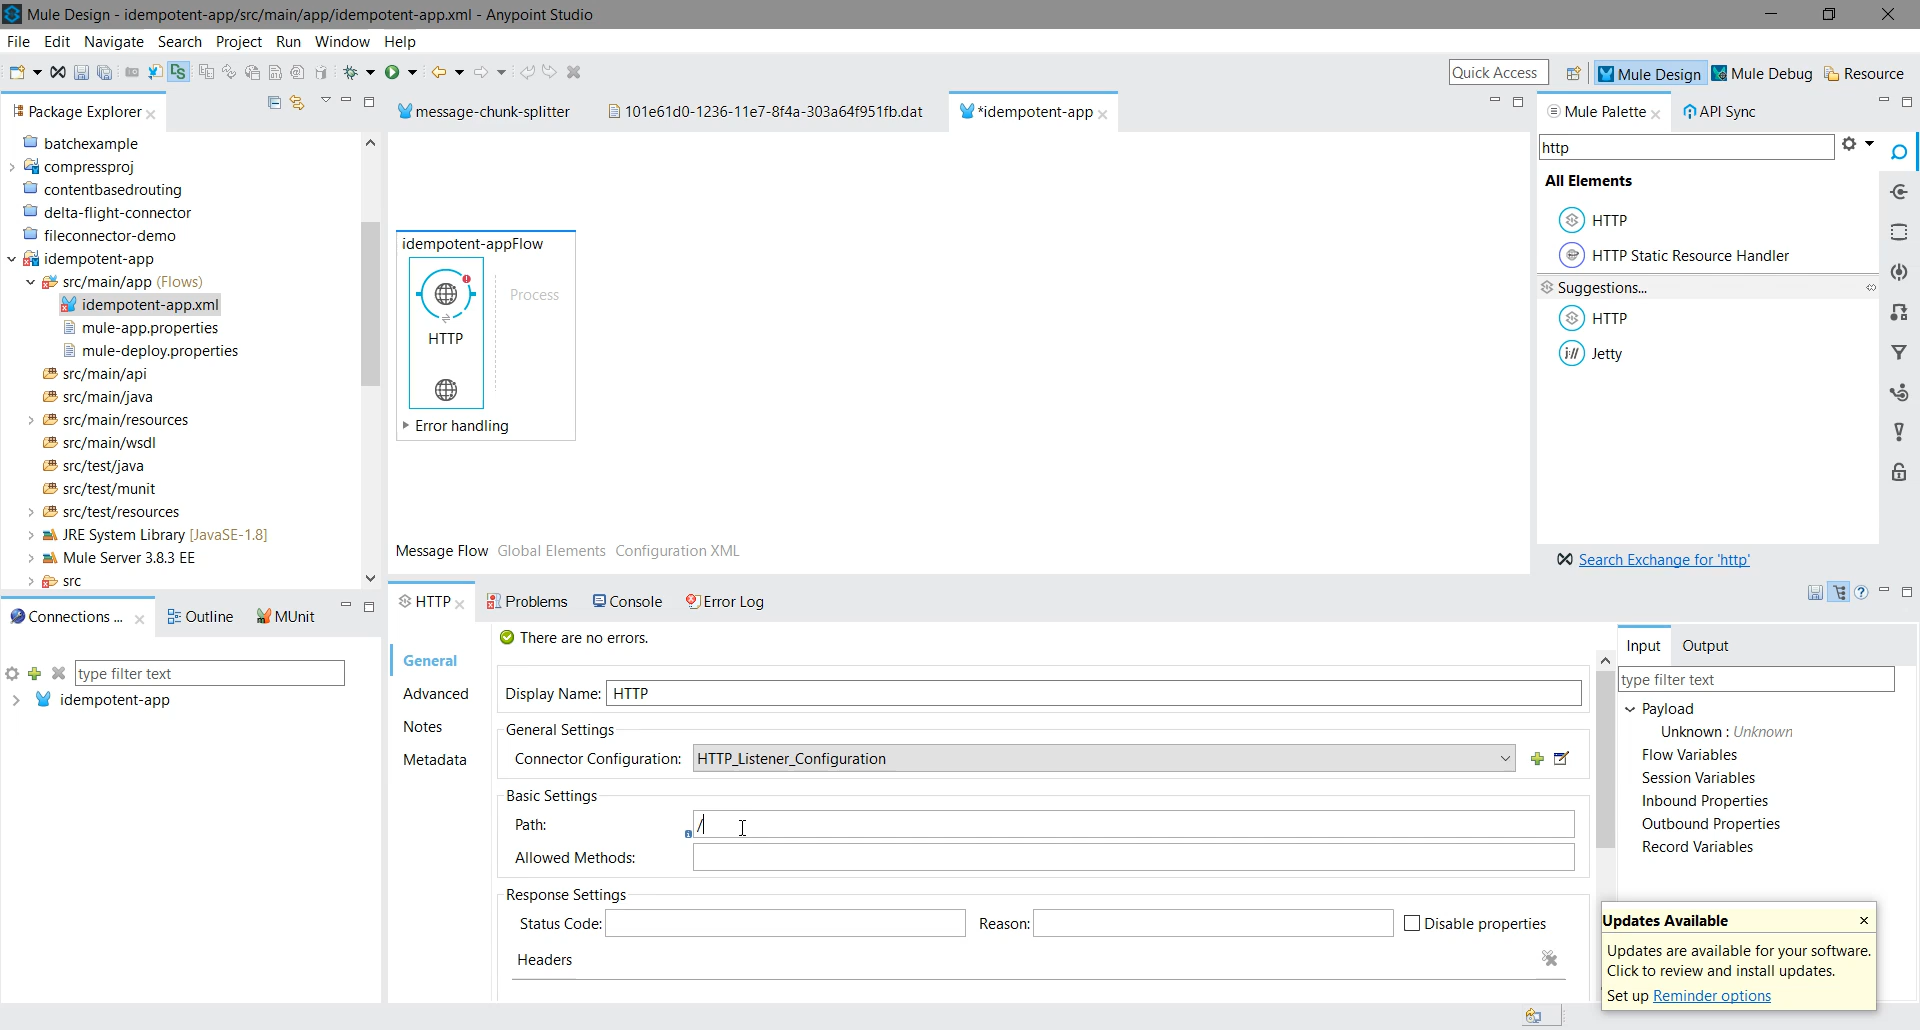 Mule Design - idempotent-app/src/main/app/idempotent-app.xml - Anypoint Studio
File Edit Navigate Search Project Run Window Help
Quick Access Mule Design Mule Debug Resource
Package Explorer
batchexample
compressproj
contentbasedrouting
delta-flight-connector
fileconnector-demo
idempotent-app
src/main/app (Flows)
idempotent-app.xml
mule-app.properties
mule-deploy.properties
src/main/api
src/main/java
src/main/resources
src/main/wsdl
src/test/java
src/test/munit
src/test/resources
JRE System Library [JavaSE-1.8]
Mule Server 3.8.3 EE
src
message-chunk-splitter 101e61d0-1236-11e7-8f4a-303a64f951fb.dat *idempotent-app
idempotent-appFlow
Process
HTTP
Error handling
Message Flow Global Elements Configuration XML
Mule Palette API Sync
http
All Elements
HTTP
HTTP Static Resource Handler
Suggestions...
HTTP
Jetty
Search Exchange for 'http'
Connections ... Outline MUnit
type filter text
idempotent-app
HTTP Problems Console Error Log
There are no errors.
General
Advanced
Notes
Metadata
Display Name: HTTP
General Settings
Connector Configuration: HTTP_Listener_Configuration
Basic Settings
Path: /
Allowed Methods:
Response Settings
Status Code: Reason: Disable properties
Headers
Input Output
type filter text
Payload
Unknown : Unknown
Flow Variables
Session Variables
Inbound Properties
Outbound Properties
Record Variables
Updates Available
Updates are available for your software.
Click to review and install updates.
Set up Reminder options